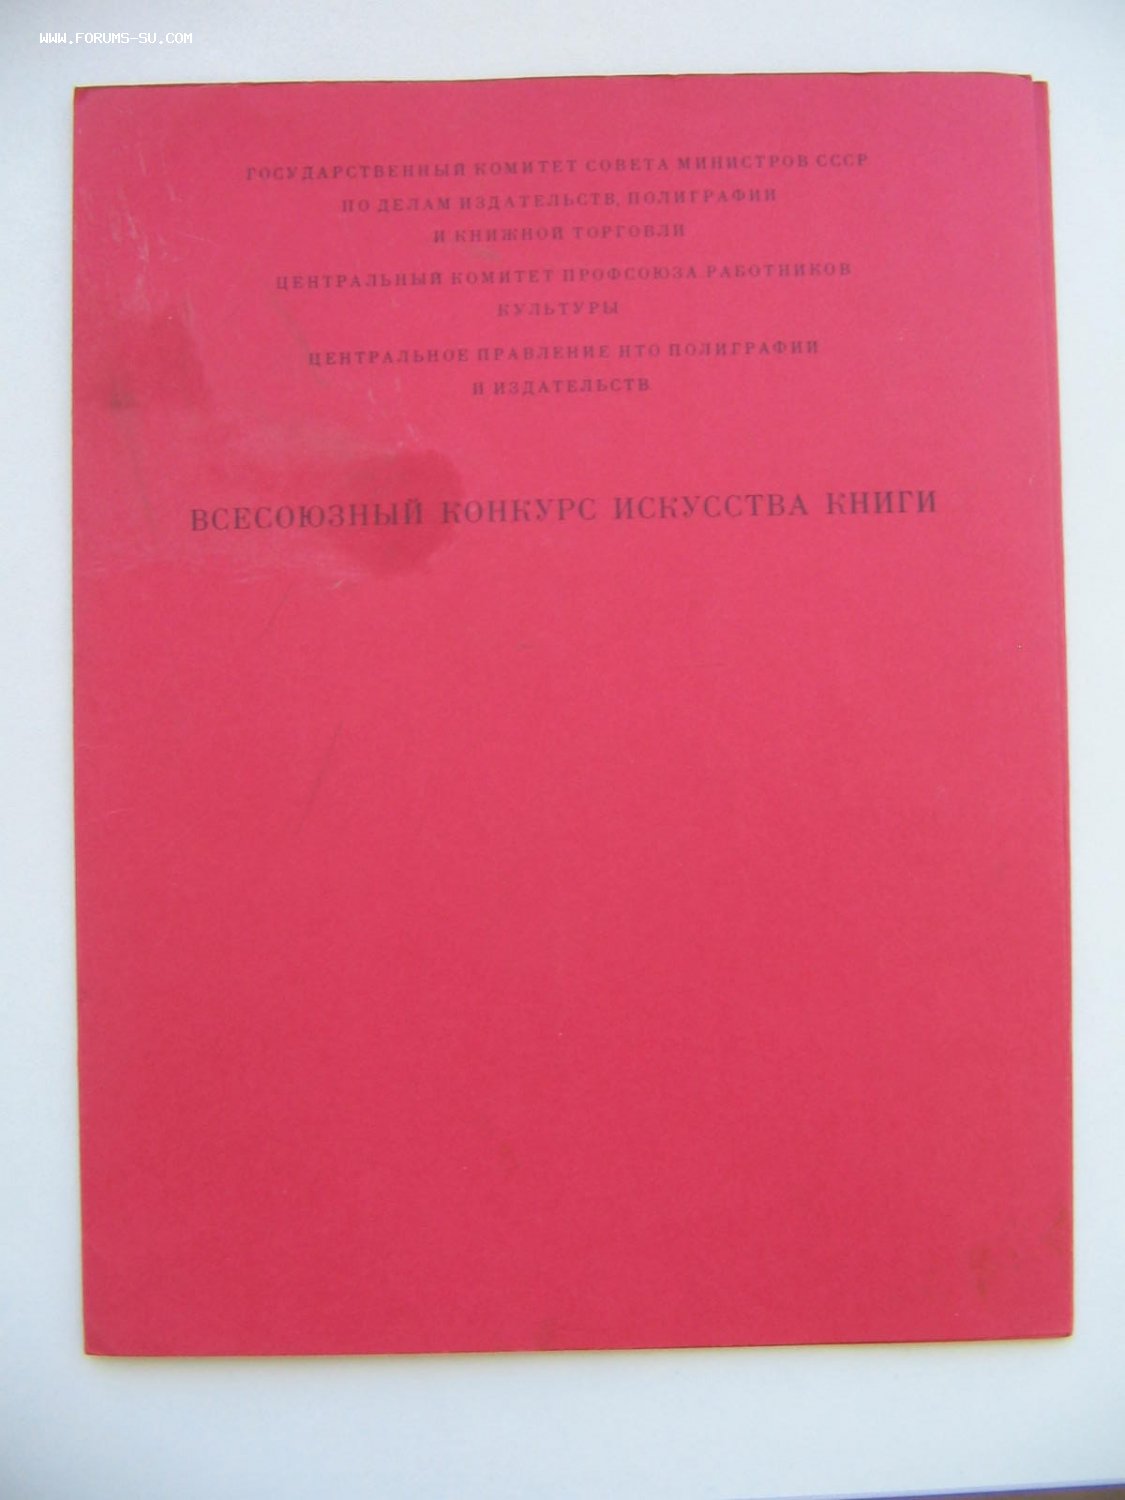 WWW.FORUMS-SU.COM
ГОСУДАРСТВЕННЫЙ КОМИТЕТ СОВЕТА МИНИСТРОВ СССР
ПО ДЕЛАМ ИЗДАТЕЛЬСТВ, ПОЛИГРАФИИ
И КНИЖНОЙ ТОРГОВЛИ
ЦЕНТРАЛЬНЫЙ КОМИТЕТ ПРОФСОЮЗА РАБОТНИКОВ
КУЛЬТУРЫ
ЦЕНТРАЛЬНОЕ ПРАВЛЕНИЕ НТО ПОЛИГРАФИИ
И ИЗДАТЕЛЬСТВ
ВСЕСОЮЗНЫЙ КОНКУРС ИСКУССТВА КНИГИ